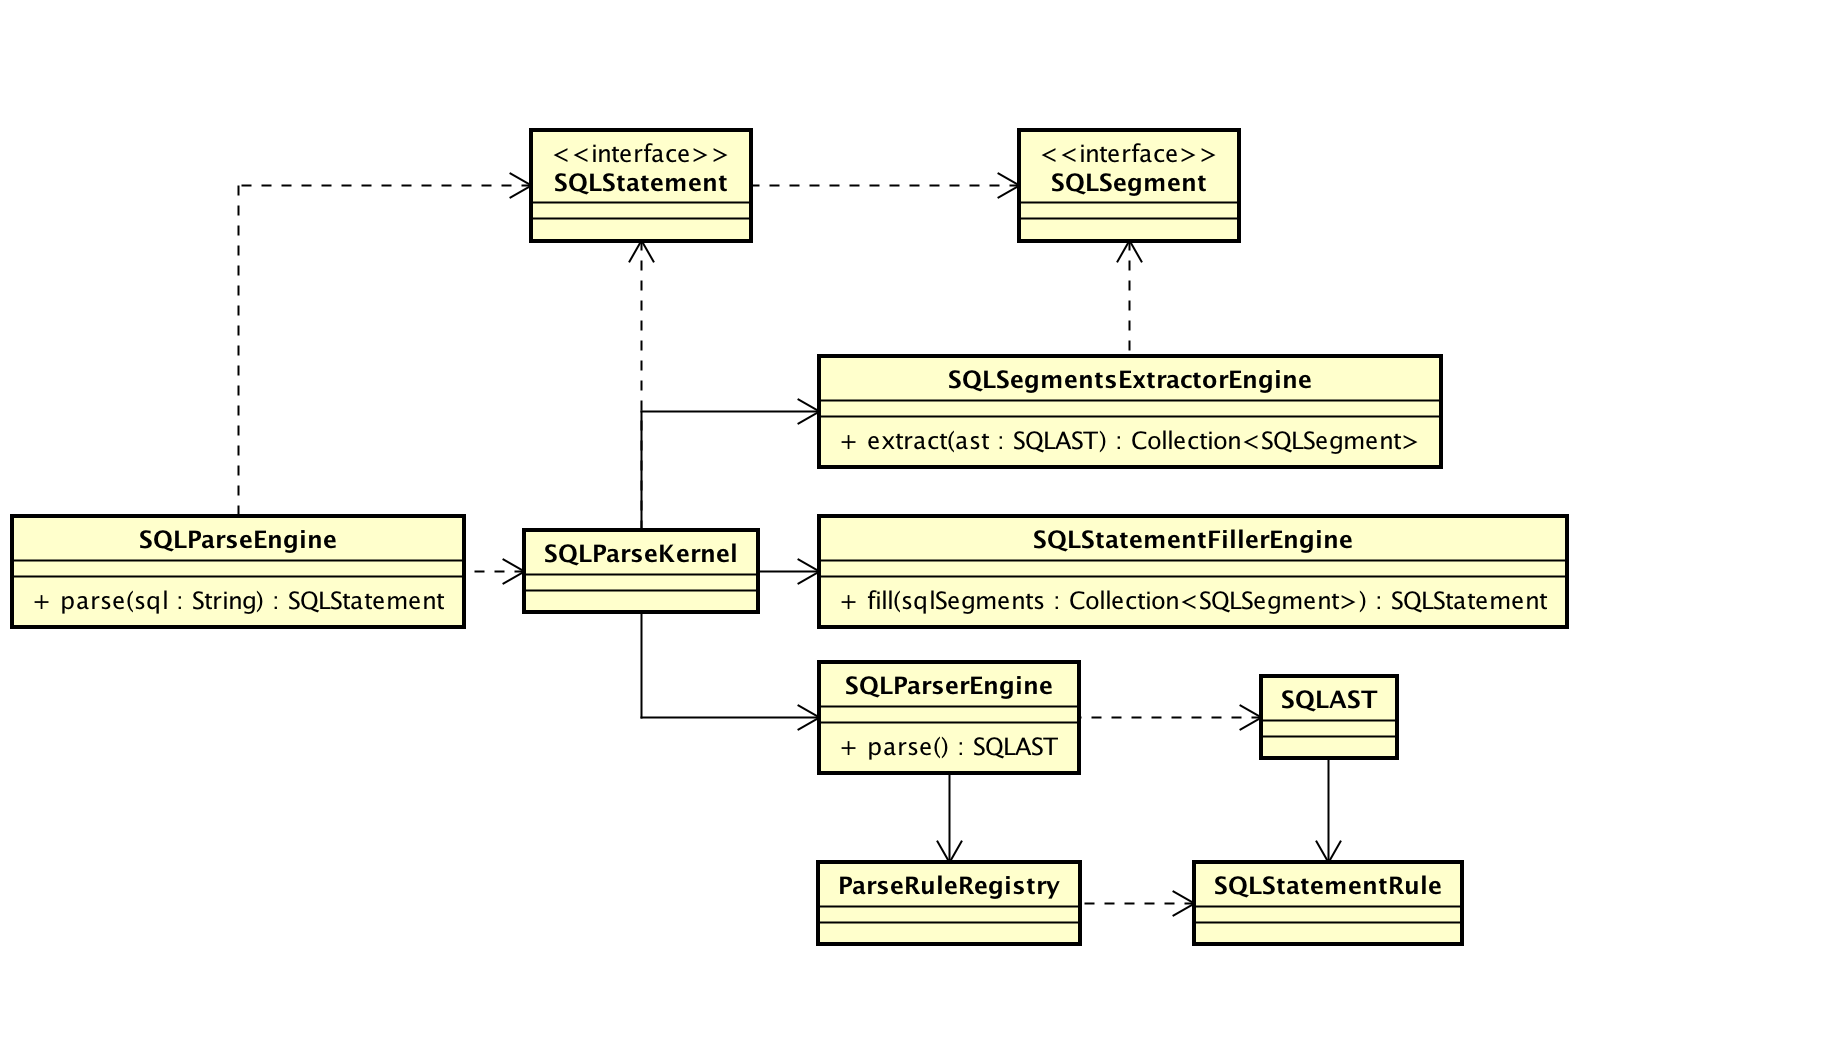 <<interface>>
SQLStatement
<<interface>>
SQLSegment
SQLSegmentsExtractorEngine
+ extract(ast : SQLAST) : Collection<SQLSegment>
SQLParseEngine
+ parse(sql : String) : SQLStatement
SQLParseKernel
SQLStatementFillerEngine
+ fill(sqlSegments : Collection<SQLSegment>) : SQLStatement
SQLParserEngine
+ parse() : SQLAST
SQLAST
ParseRuleRegistry
SQLStatementRule